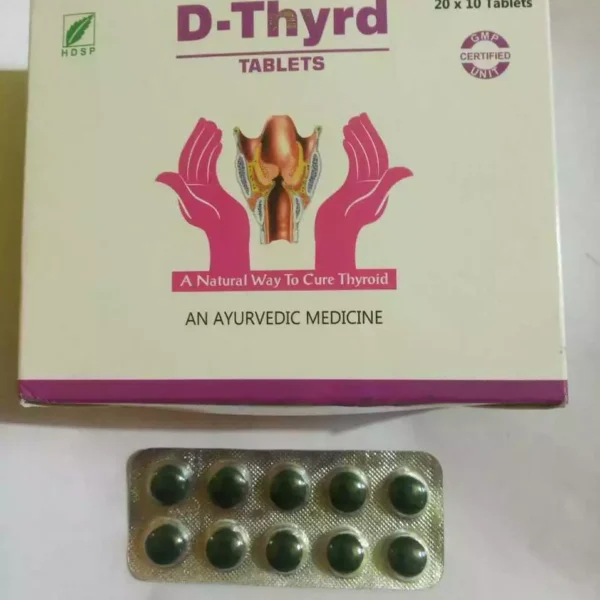 HDSP
D-Thyrd
TABLETS
20 x 10 Tablets
GMP
CERTIFIED
UNIT
A Natural Way To Cure Thyroid
AN AYURVEDIC MEDICINE